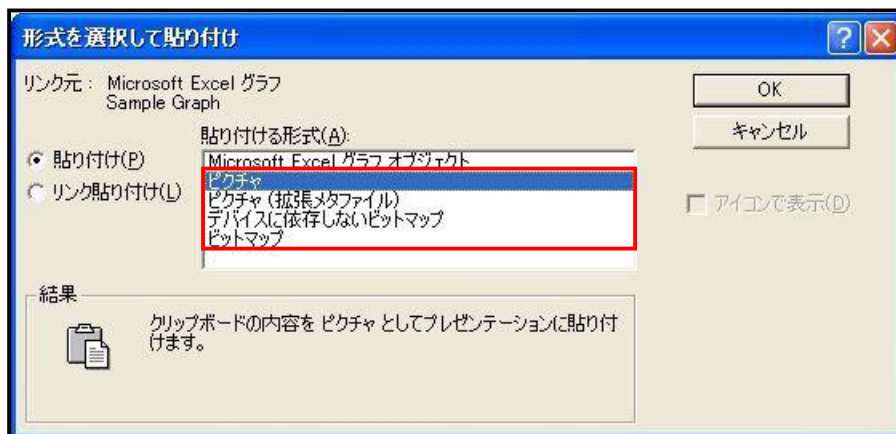 形式を選択して貼り付け
リンク元： Microsoft Excel グラフ
Sample Graph
貼り付ける形式(A):
貼り付け(P)
リンク貼り付け(L)
Microsoft Excel グラフ オブジェクト
ピクチャ
ピクチャ (拡張メタファイル)
デバイスに依存しないビットマップ
ビットマップ
OK
キャンセル
アイコンで表示(D)
結果
クリップボードの内容を ピクチャ としてプレゼンテーションに貼り付
けます。